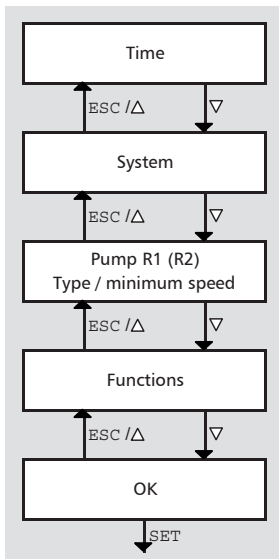 Time
ESC /△ ▽
System
ESC /△ ▽
Pump R1 (R2)
Type / minimum speed
ESC /△ ▽
Functions
ESC /△ ▽
OK
SET